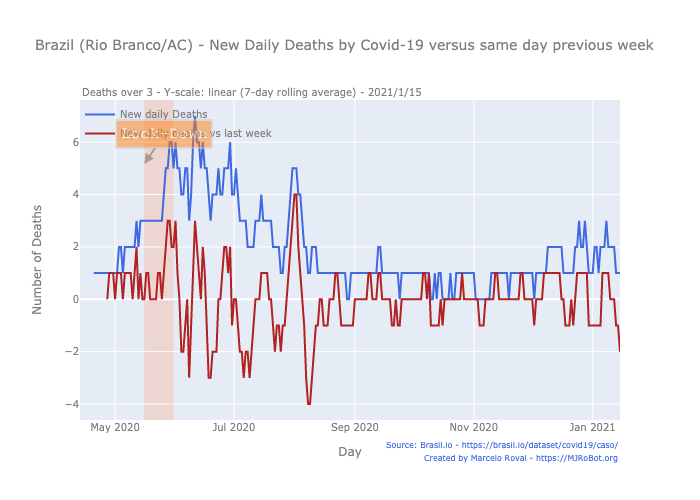 Brazil (Rio Branco/AC) - New Daily Deaths by Covid-19 versus same day previous week
Deaths over 3 - Y-scale: linear (7-day rolling average) - 2021/1/15
New daily Deaths
Lock-Down
New daily Deaths vs last week
6
4
2
0
−2
−4
Number of Deaths
May 2020
Jul 2020
Sep 2020
Nov 2020
Jan 2021
Day
Source: Brasil.io - https://brasil.io/dataset/covid19/caso/
Created by Marcelo Rovai - https://MJRoBot.org